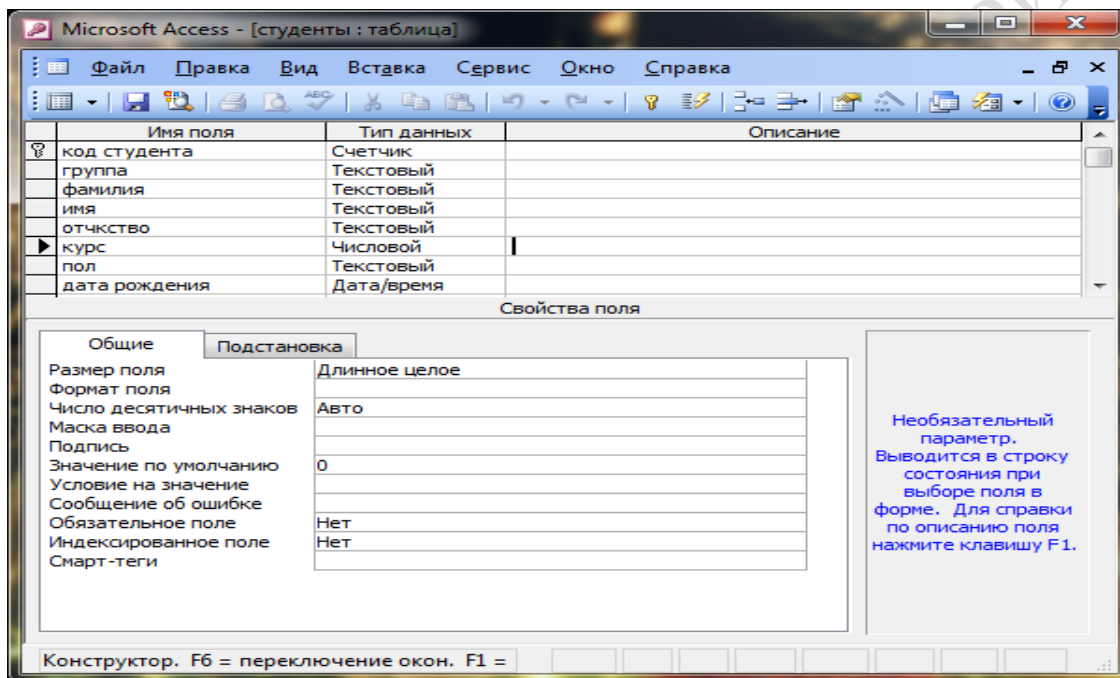 Microsoft Access - [студенты : таблица]
Файл Правка Вид Вставка Сервис Окно Справка
Имя поля Тип данных Описание
код студента Счетчик
группа Текстовый
фамилия Текстовый
имя Текстовый
отчкство Текстовый
курс Числовой
пол Текстовый
дата рождения Дата/время
Свойства поля
Общие Подстановка
Размер поля Длинное целое
Формат поля
Число десятичных знаков Авто
Маска ввода
Подпись
Значение по умолчанию 0
Условие на значение
Сообщение об ошибке
Обязательное поле Нет
Индексированное поле Нет
Смарт-теги
Необязательный
параметр.
Выводится в строку
состояния при
выборе поля в
форме. Для справки
по описанию поля
нажмите клавишу F1.
Конструктор. F6 = переключение окон. F1 =